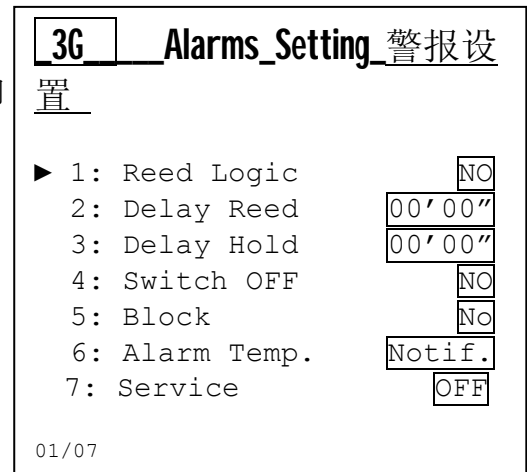 _3G_____Alarms_Setting_警报设
置
► 1: Reed Logic NO
2: Delay Reed 00′00″
3: Delay Hold 00′00″
4: Switch OFF NO
5: Block No
6: Alarm Temp. Notif.
7: Service OFF
01/07